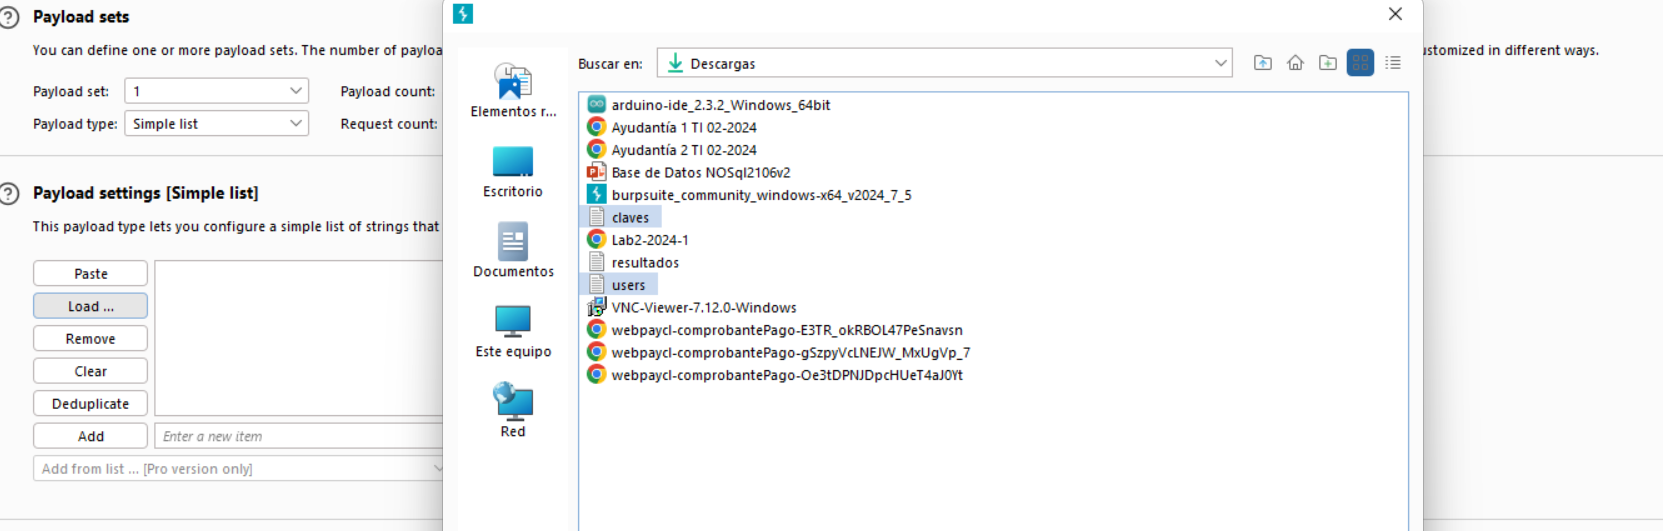 Payload sets
You can define one or more payload sets. The number of payloa
Payload set: 1 Payload count:
Payload type: Simple list Request count:
Payload settings [Simple list]
This payload type lets you configure a simple list of strings that
Paste
Load ...
Remove
Clear
Deduplicate
Add Enter a new item
Add from list ... [Pro version only]
Buscar en: Descargas
Elementos r...
Escritorio
Documentos
Este equipo
Red
arduino-ide_2.3.2_Windows_64bit
Ayudantía 1 TI 02-2024
Ayudantía 2 TI 02-2024
Base de Datos NOSql2106v2
burpsuite_community_windows-x64_v2024_7_5
claves
Lab2-2024-1
resultados
users
VNC-Viewer-7.12.0-Windows
webpaycl-comprobantePago-E3TR_okRBOL47PeSnavsn
webpaycl-comprobantePago-gSzpyVcLNEJW_MxUgVp_7
webpaycl-comprobantePago-Oe3tDPNJDpcHUeT4aJ0Yt
ustomized in different ways.